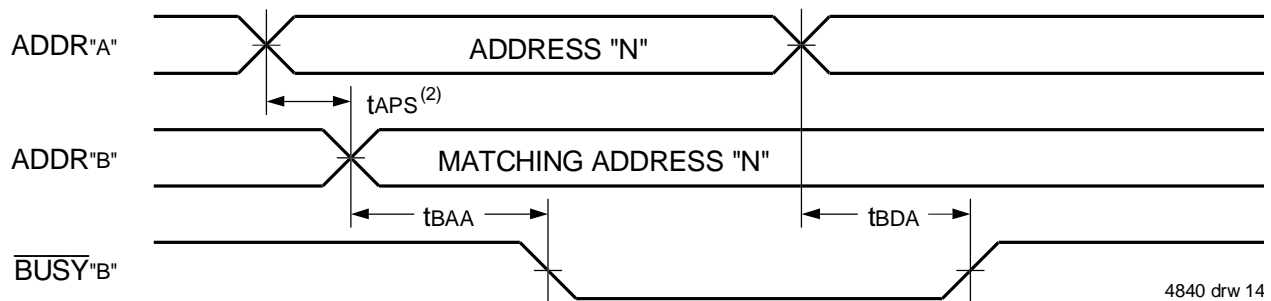 ADDR"A"
ADDRESS "N"
tAPS(2)
ADDR"B"
MATCHING ADDRESS "N"
tBAA
tBDA
BUSY"B"
4840 drw 14